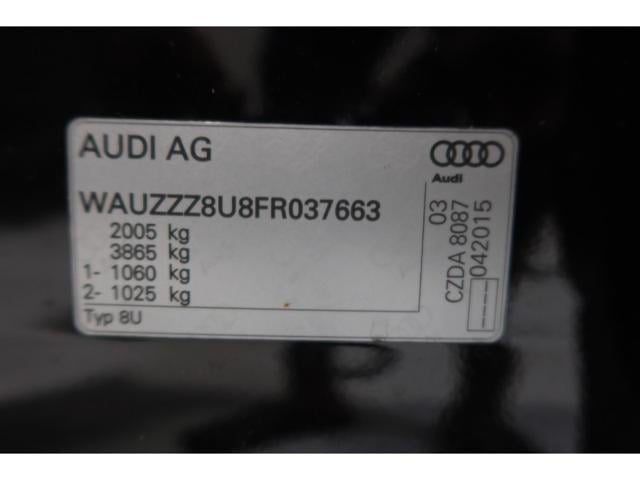 AUDI AG
Audi
WAUZZZ8U8FR037663
2005 kg
3865 kg
1- 1060 kg
2- 1025 kg
Typ 8U
03
CZDA 8087
042015